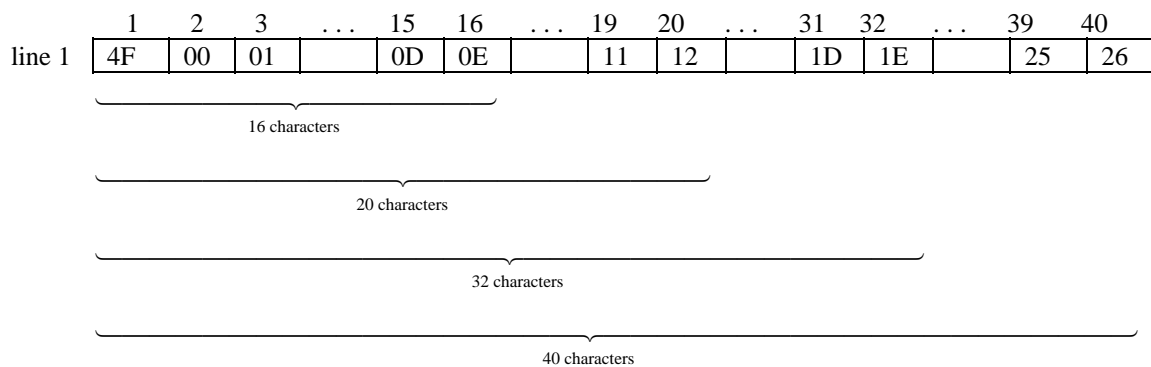 1 2 3 ... 15 16 ... 19 20 ... 31 32 ... 39 40
line 1 4F 00 01 0D 0E 11 12 1D 1E 25 26
16 characters
20 characters
32 characters
40 characters